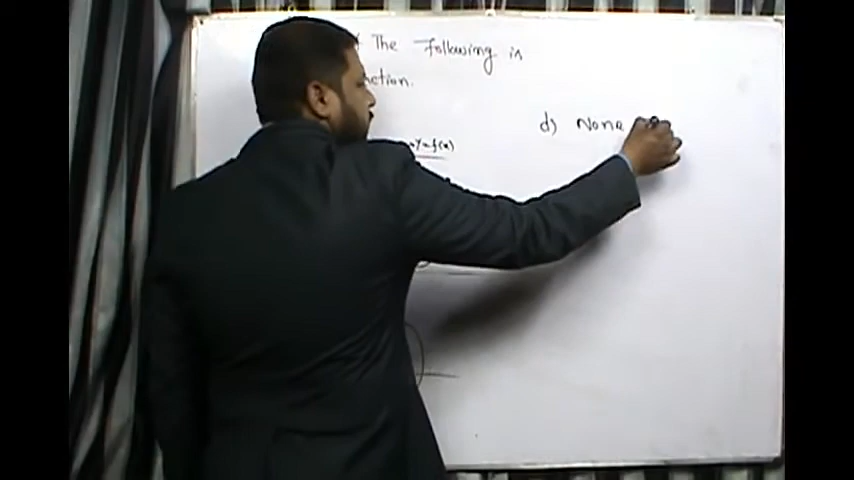 The following is
ction.
y=f(x)
d) None